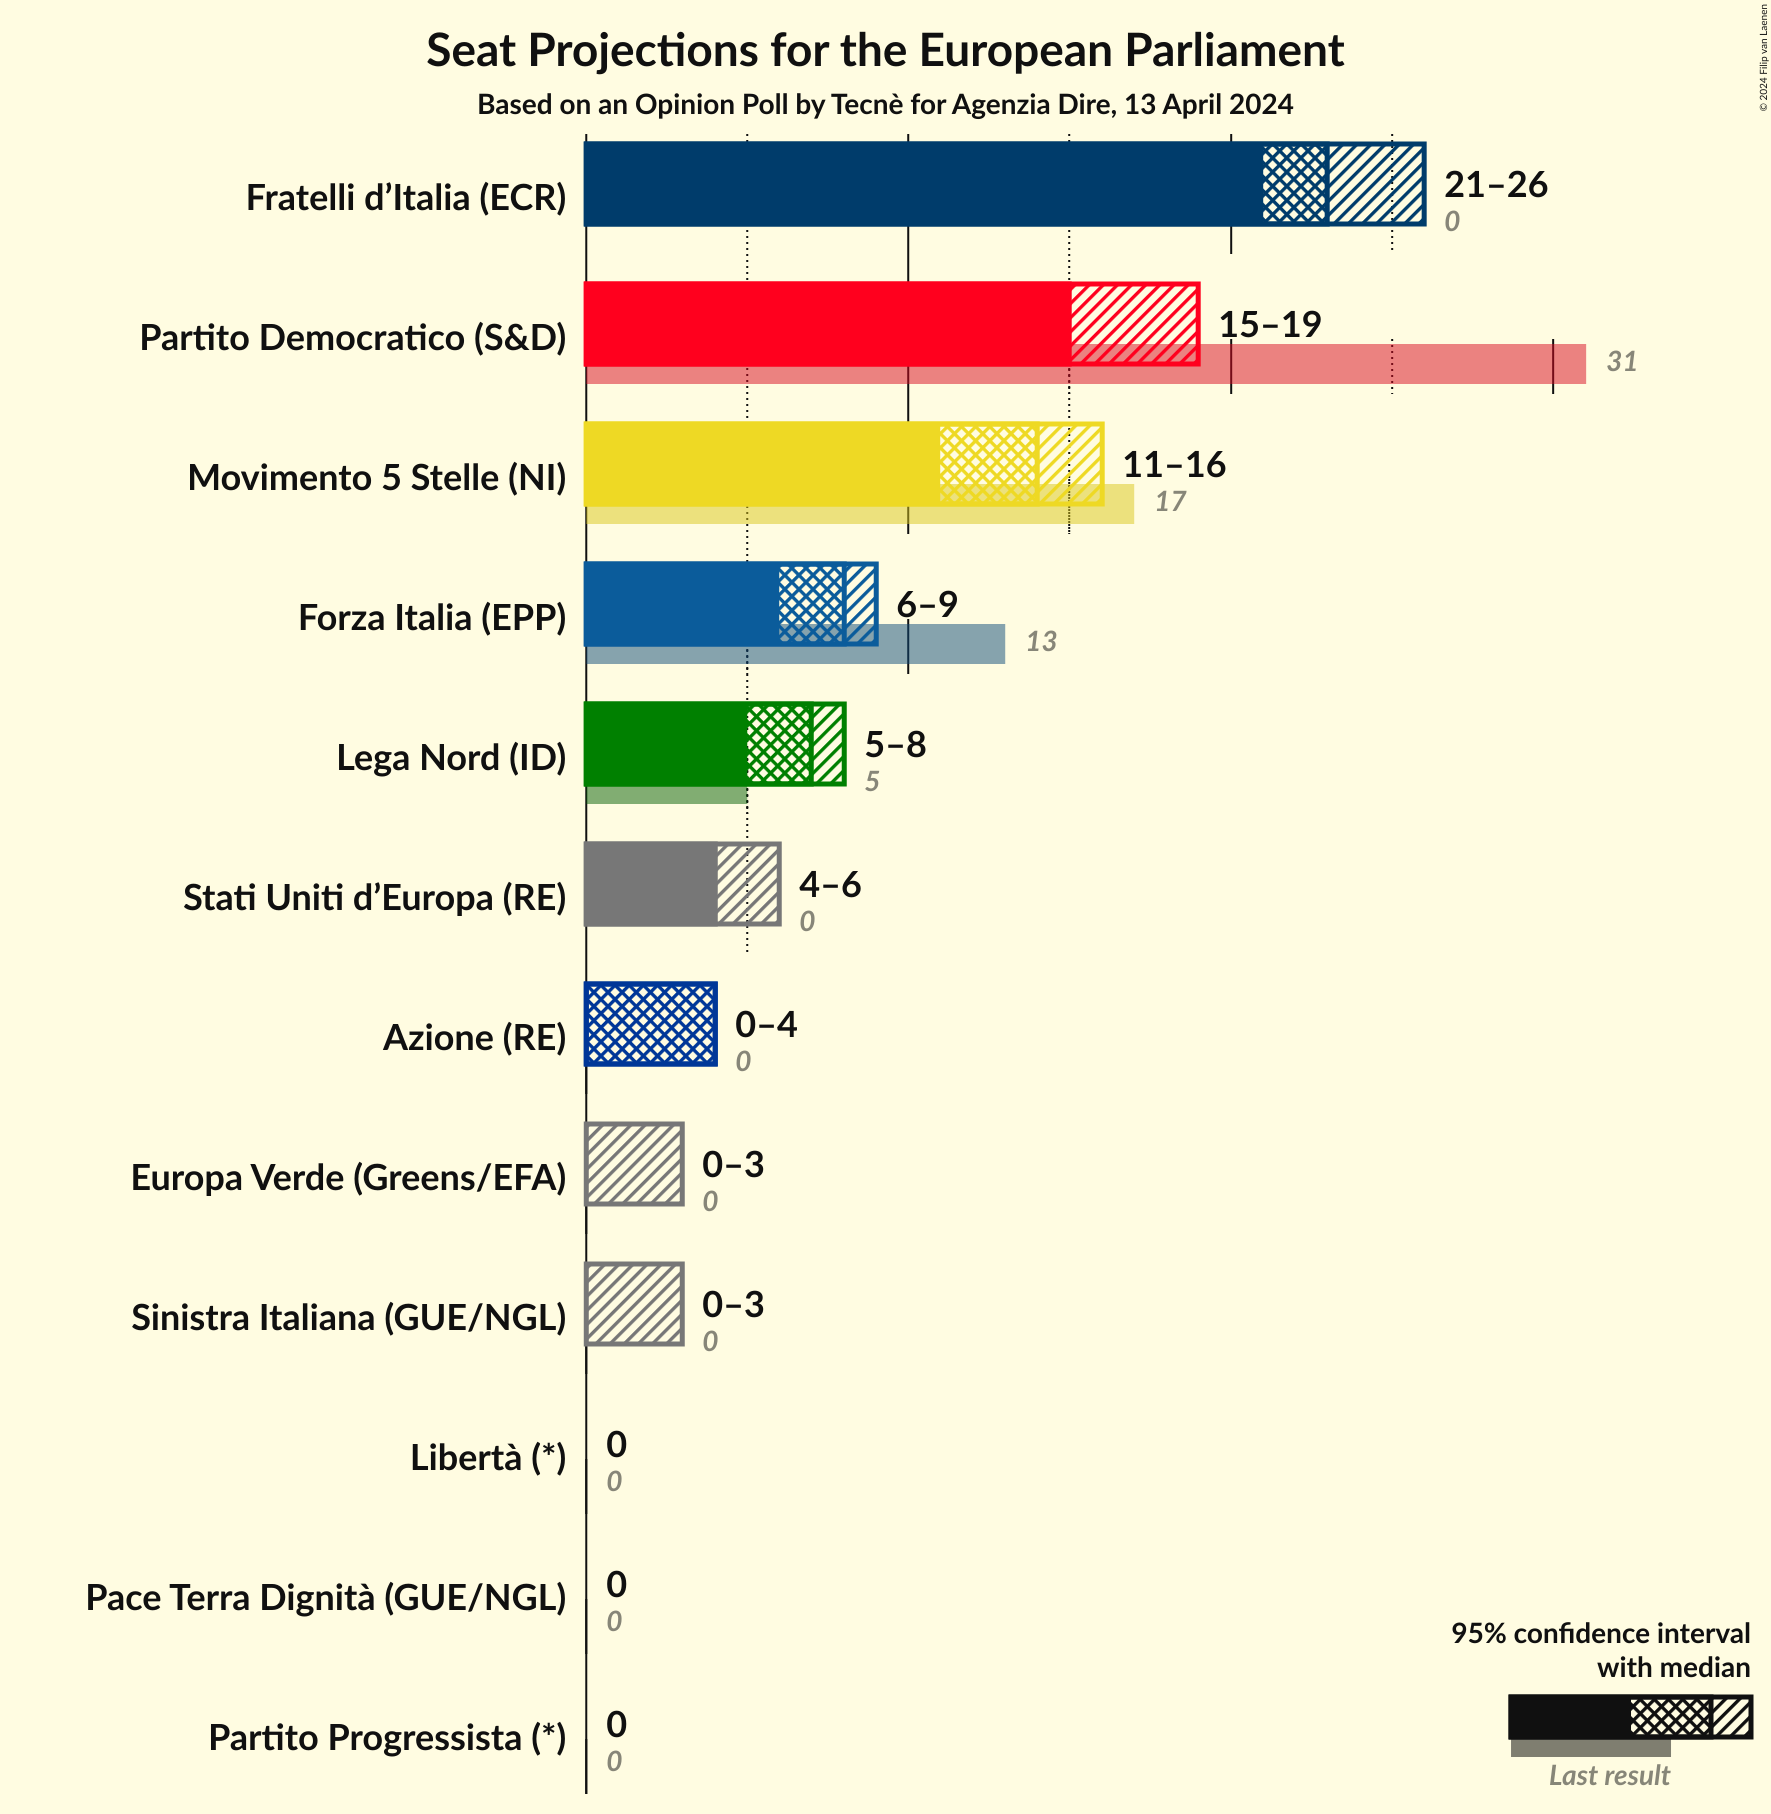 © 2024 Filip van Laenen
Seat Projections for the European Parliament
Based on an Opinion Poll by Tecnè for Agenzia Dire, 13 April 2024
Fratelli d’Italia (ECR)
21–26
0
Partito Democratico (S&D)
15–19
31
Movimento 5 Stelle (NI)
11–16
17
Forza Italia (EPP)
6–9
13
Lega Nord (ID)
5–8
5
Stati Uniti d’Europa (RE)
4–6
0
Azione (RE)
0–4
0
Europa Verde (Greens/EFA)
0–3
0
Sinistra Italiana (GUE/NGL)
0–3
0
Libertà (*)
0
0
Pace Terra Dignità (GUE/NGL)
0
0
Partito Progressista (*)
0
0
95% confidence interval
with median
Last result